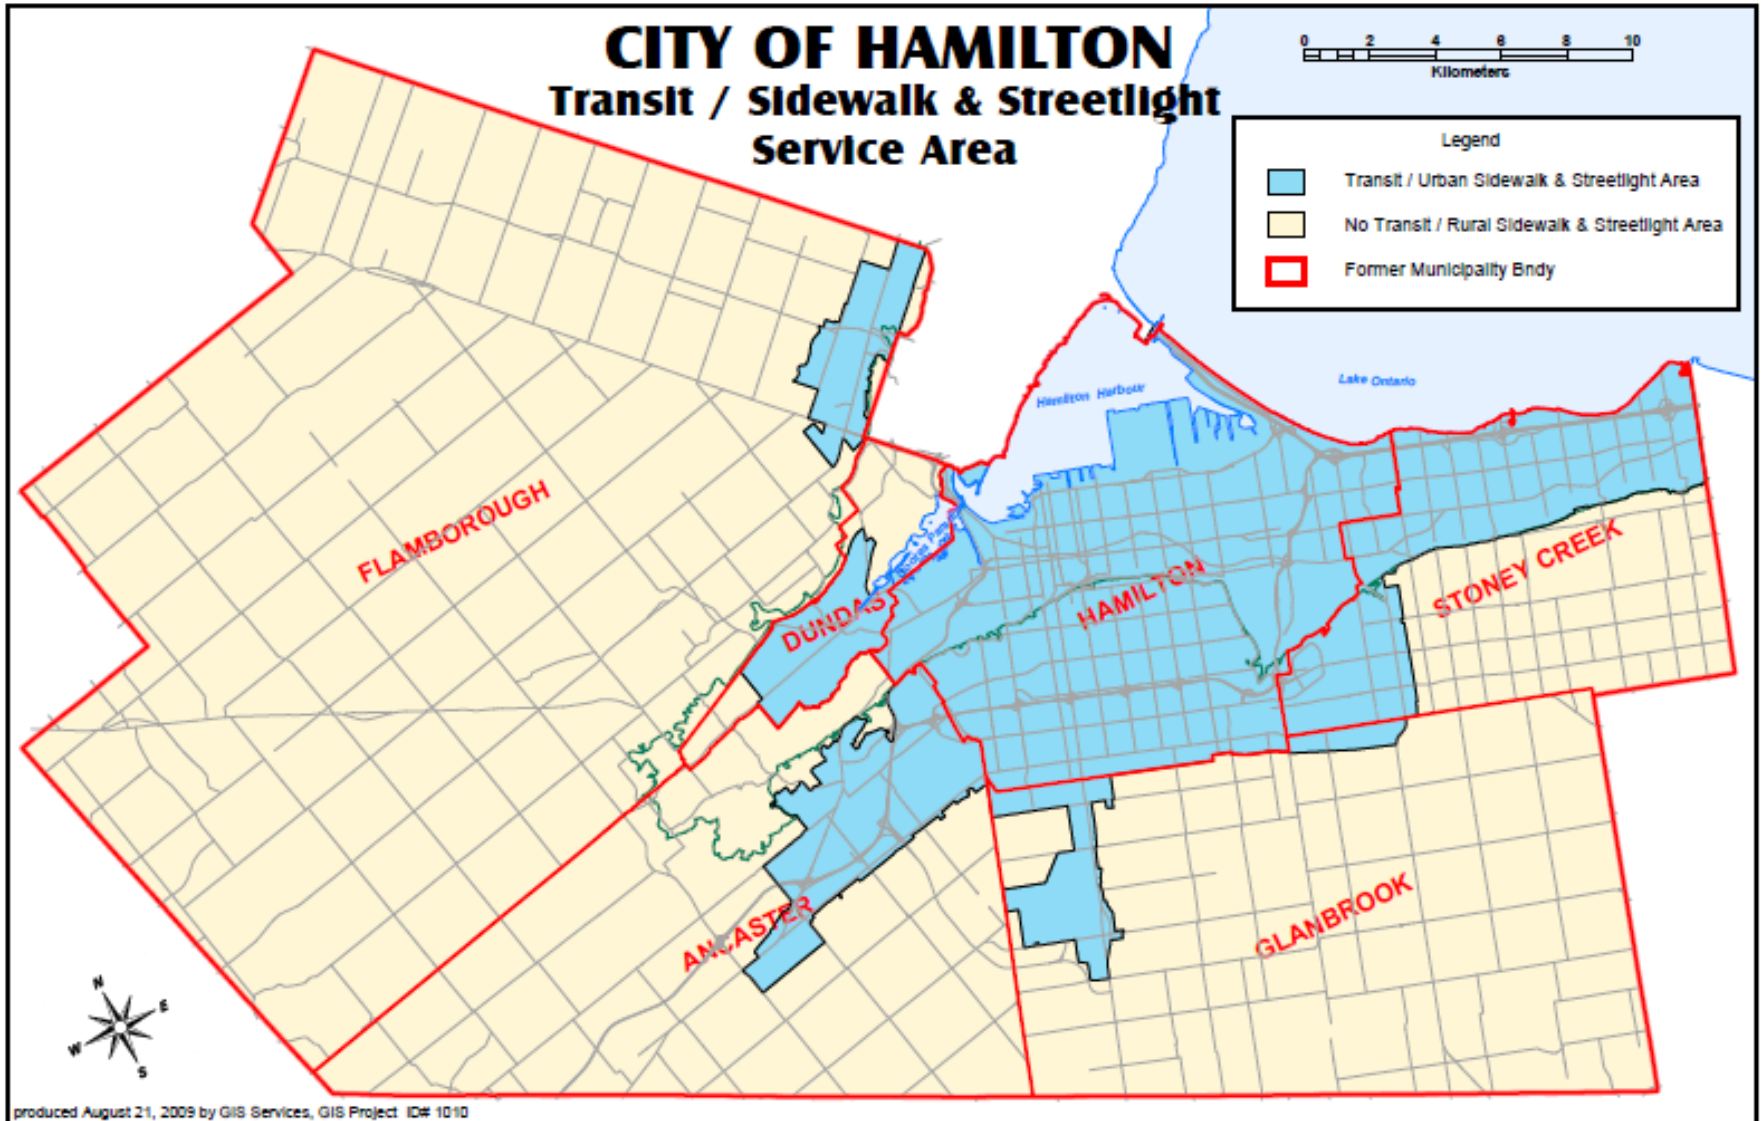 CITY OF HAMILTON
Transit / Sidewalk & Streetlight
Service Area
0 2 4 6 8 10
Kilometers
Legend
Transit / Urban Sidewalk & Streetlight Area
No Transit / Rural Sidewalk & Streetlight Area
Former Municipality Bndy
Lake Ontario
Hamilton Harbour
FLAMBOROUGH
STONEY CREEK
HAMILTON
DUNDAS
GLANBROOK
ANCASTER
N
E
W
S
produced August 21, 2009 by GIS Services, GIS Project ID# 1010